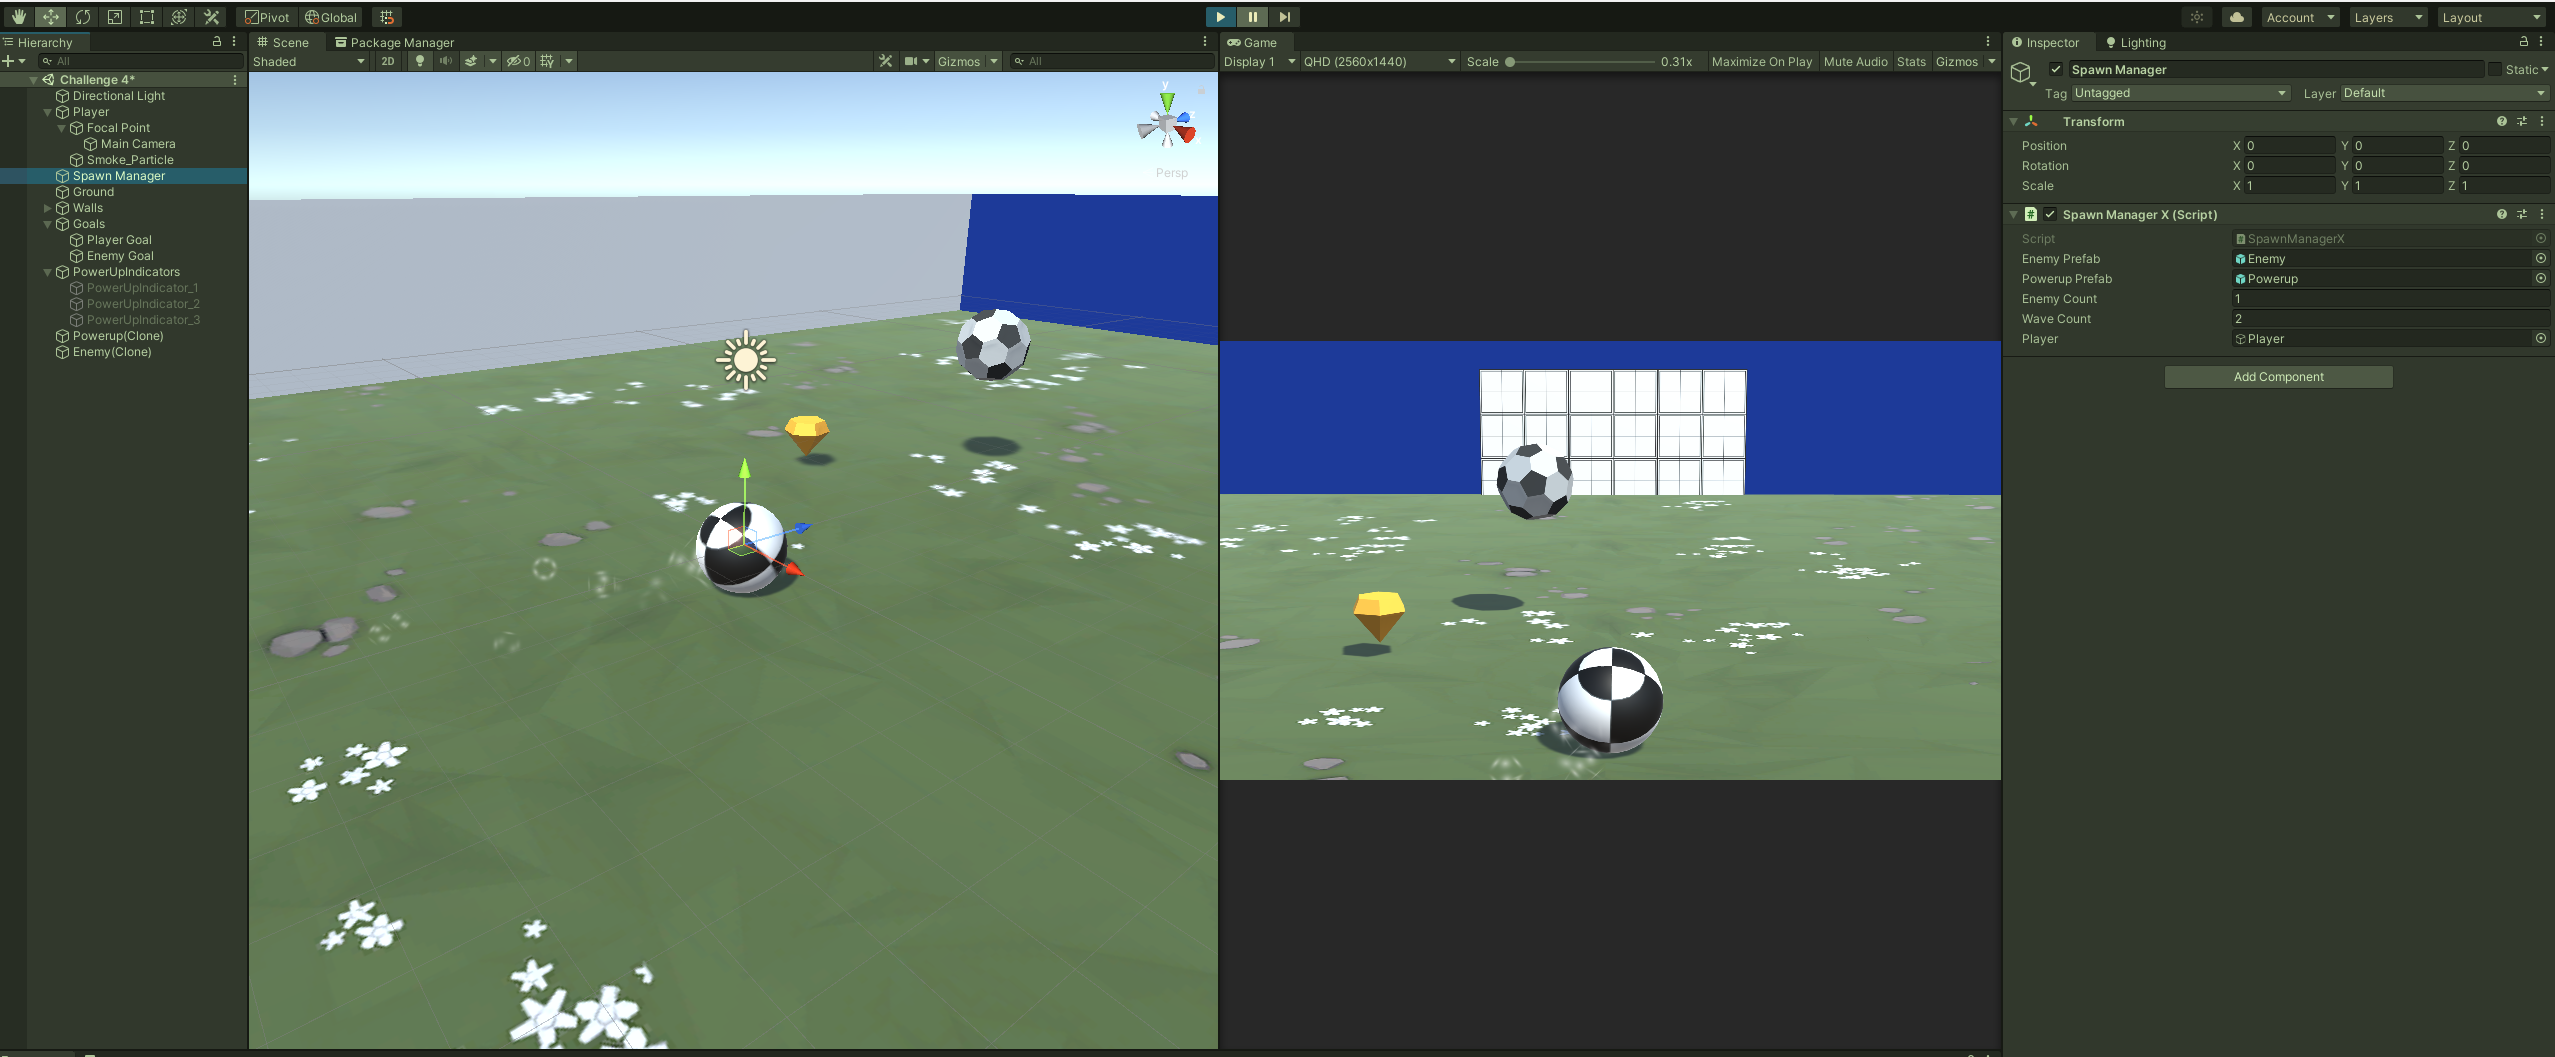 Pivot Global Account Layers Layout
Hierarchy
All
Challenge 4*
Directional Light
Player
Focal Point
Main Camera
Smoke_Particle
Spawn Manager
Ground
Walls
Goals
Player Goal
Enemy Goal
PowerUpIndicators
PowerUpIndicator_1
PowerUpIndicator_2
PowerUpIndicator_3
Powerup(Clone)
Enemy(Clone)
Scene Package Manager
Shaded 2D 0 Gizmos All
y
z
Persp
Game
Display 1 QHD (2560x1440) Scale 0.31x Maximize On Play Mute Audio Stats Gizmos
Inspector Lighting
Spawn Manager Static
Tag Untagged Layer Default
Transform
Position X 0 Y 0 Z 0
Rotation X 0 Y 0 Z 0
Scale X 1 Y 1 Z 1
# Spawn Manager X (Script)
Script SpawnManagerX
Enemy Prefab Enemy
Powerup Prefab Powerup
Enemy Count 1
Wave Count 2
Player Player
Add Component